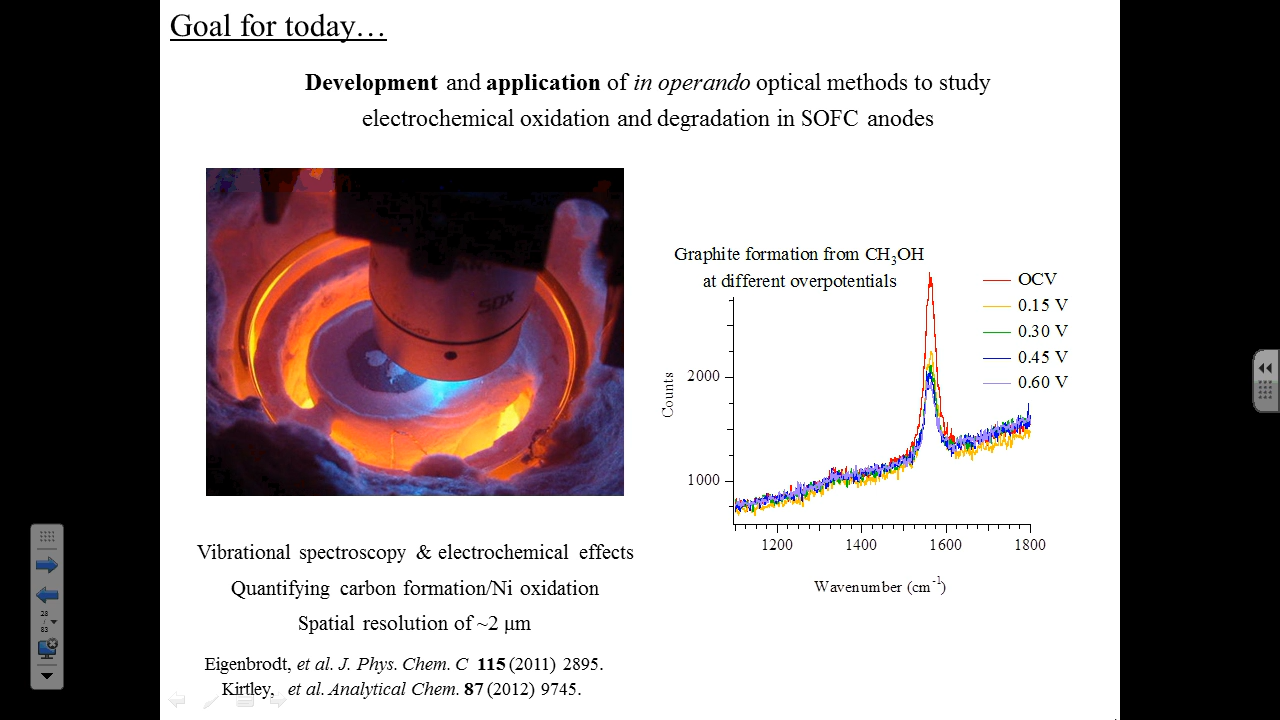 Goal for today…
Development and application of in operando optical methods to study
electrochemical oxidation and degradation in SOFC anodes
50X
Graphite formation from CH3OH
at different overpotentials
OCV
0.15 V
0.30 V
0.45 V
0.60 V
Counts
2000
1000
1200 1400 1600 1800
Wavenumber (cm-1)
Vibrational spectroscopy & electrochemical effects
Quantifying carbon formation/Ni oxidation
Spatial resolution of ~2 μm
Eigenbrodt, et al. J. Phys. Chem. C 115 (2011) 2895.
Kirtley, et al. Analytical Chem. 87 (2012) 9745.
28
/
83